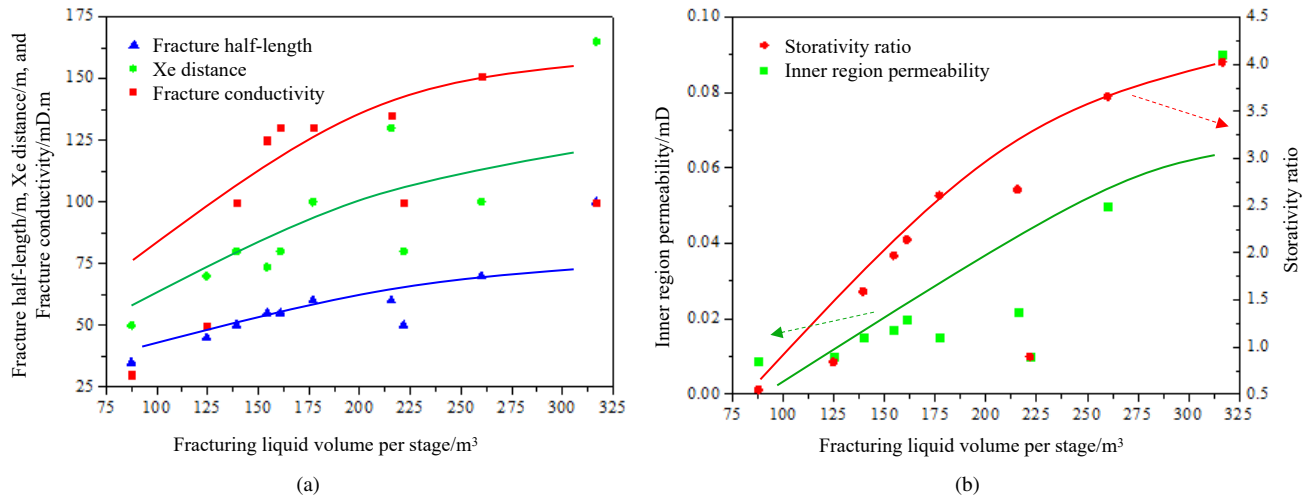 175
150
125
100
75
50
25
Fracture half-length/m, Xe distance/m, and
Fracture conductivity/mD.m
Fracture half-length
Xe distance
Fracture conductivity
75 100 125 150 175 200 225 250 275 300 325
Fracturing liquid volume per stage/m³
(a)
0.10
0.08
0.06
0.04
0.02
0.00
Inner region permeability/mD
Storativity ratio
Inner region permeability
4.5
4.0
3.5
3.0
2.5
2.0
1.5
1.0
0.5
Storativity ratio
75 100 125 150 175 200 225 250 275 300 325
Fracturing liquid volume per stage/m³
(b)